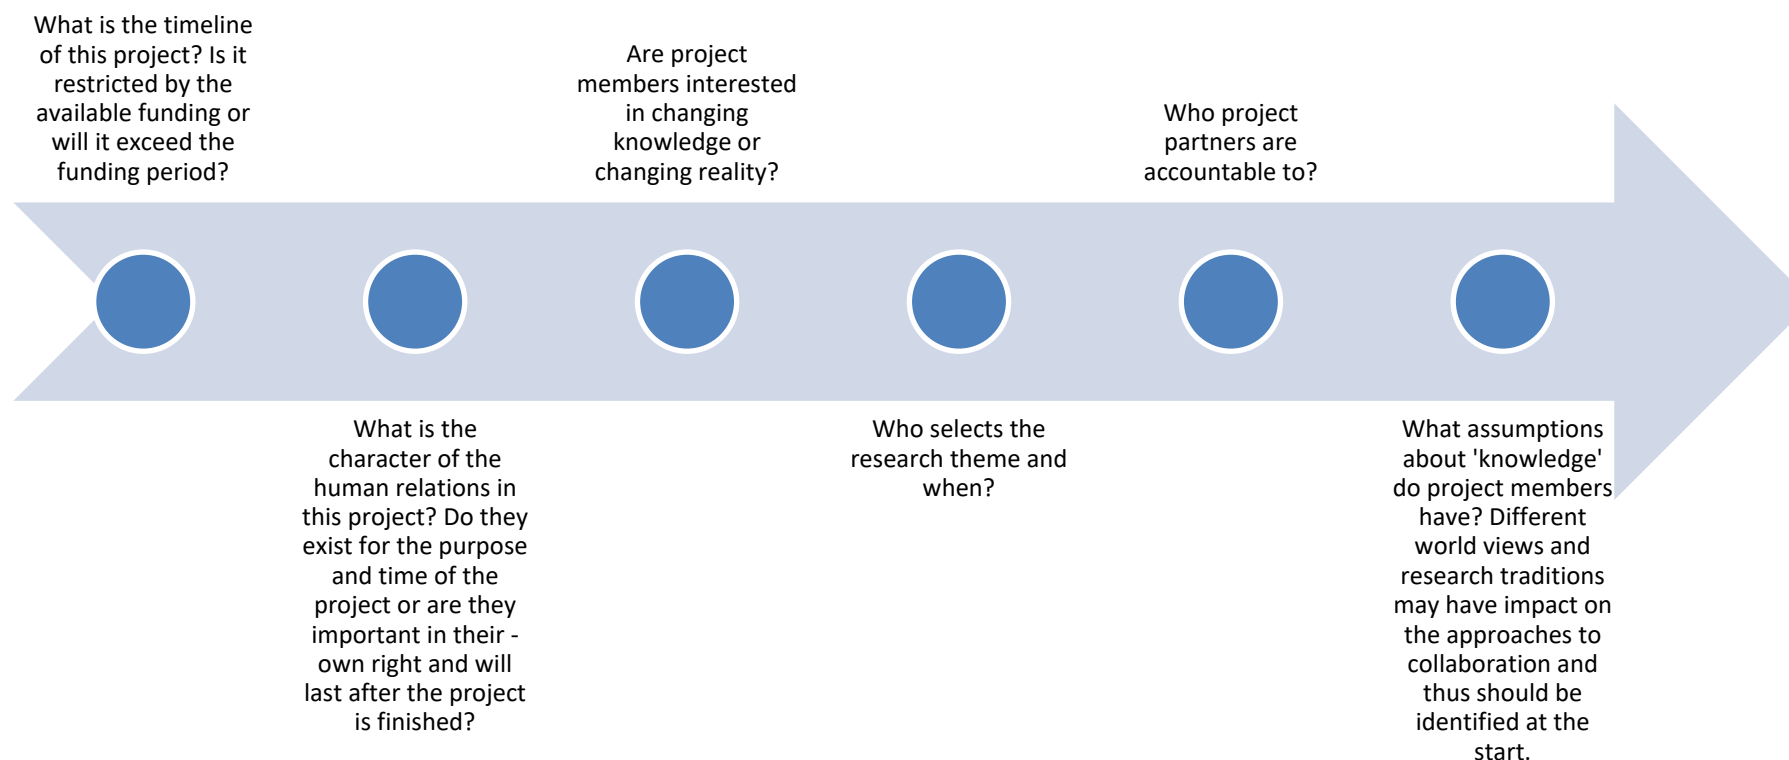 What is the timeline
of this project? Is it
restricted by the
available funding or
will it exceed the
funding period?
What is the
character of the
human relations in
this project? Do they
exist for the purpose
and time of the
project or are they
important in their -
own right and will
last after the project
is finished?
Are project
members interested
in changing
knowledge or
changing reality?
Who selects the
research theme and
when?
Who project
partners are
accountable to?
What assumptions
about 'knowledge'
do project members
have? Different
world views and
research traditions
may have impact on
the approaches to
collaboration and
thus should be
identified at the
start.